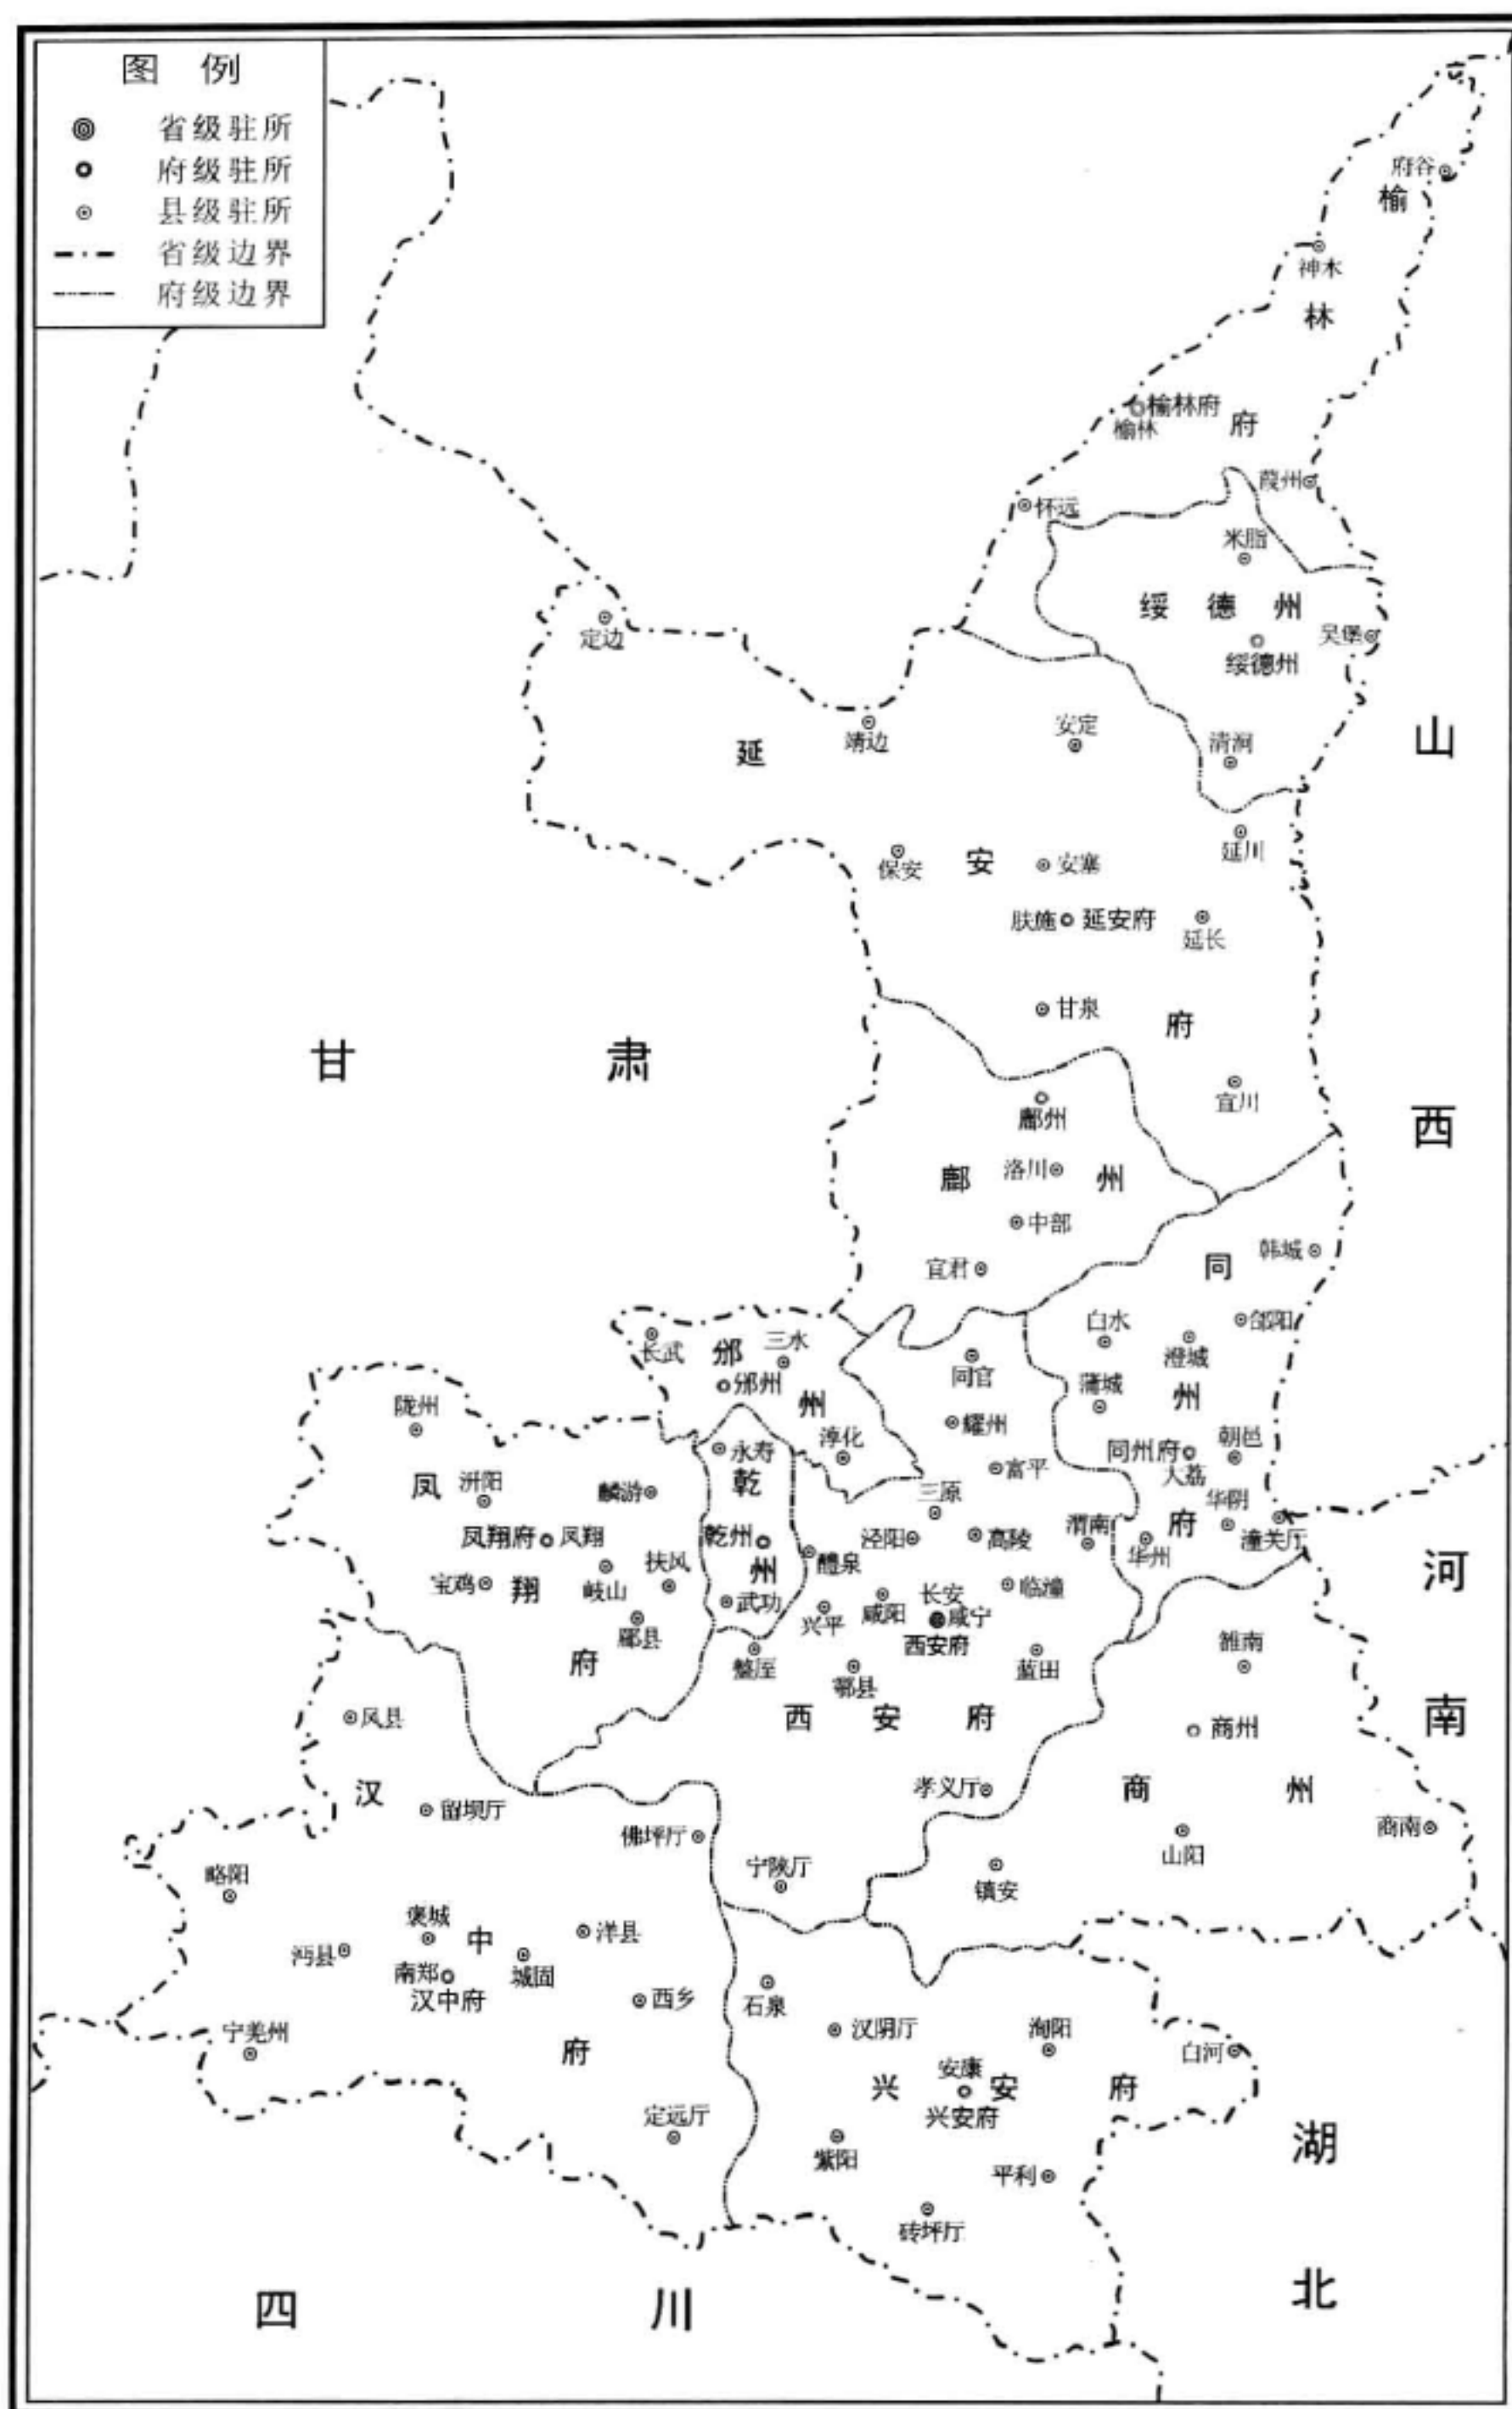 图 例
省级驻所
府级驻所
县级驻所
省级边界
府级边界
府谷
榆
神木
林
榆林府
榆林
府
葭州
怀远
米脂
绥 德 州
定边
吴堡
绥德州
安定
靖边
清涧
延
山
延川
保安
安
安塞
肤施
延安府
延长
甘泉
府
甘 肃
宜川
鄜州
西
洛川
鄜 州
中部
韩城
同
宜君
白水
邰阳
长武
邠
三水
澄城
同官
邠州
蒲城
州
州
陇州
耀州
淳化
朝邑
永寿
同州府
大荔
富平
凤
汧阳
乾
麟游
三原
华阴
渭南
府
潼关厅
凤翔府
凤翔
乾州
泾阳
高陵
华州
醴泉
扶风
州
河
宝鸡
翔
岐山
临潼
长安
武功
兴平
咸阳
咸宁
郿县
西安府
雒南
府
盩厔
鄠县
蓝田
凤县
西 安 府
南
商州
汉
孝义厅
商 州
留坝厅
佛坪厅
商南
山阳
宁陕厅
略阳
镇安
褒城
中
洋县
沔县
南郑
城固
汉中府
西乡
石泉
宁羌州
汉阴厅
洵阳
府
白河
安康
兴 安 府
兴安府
定远厅
湖
紫阳
平利
砖坪厅
四 川
北